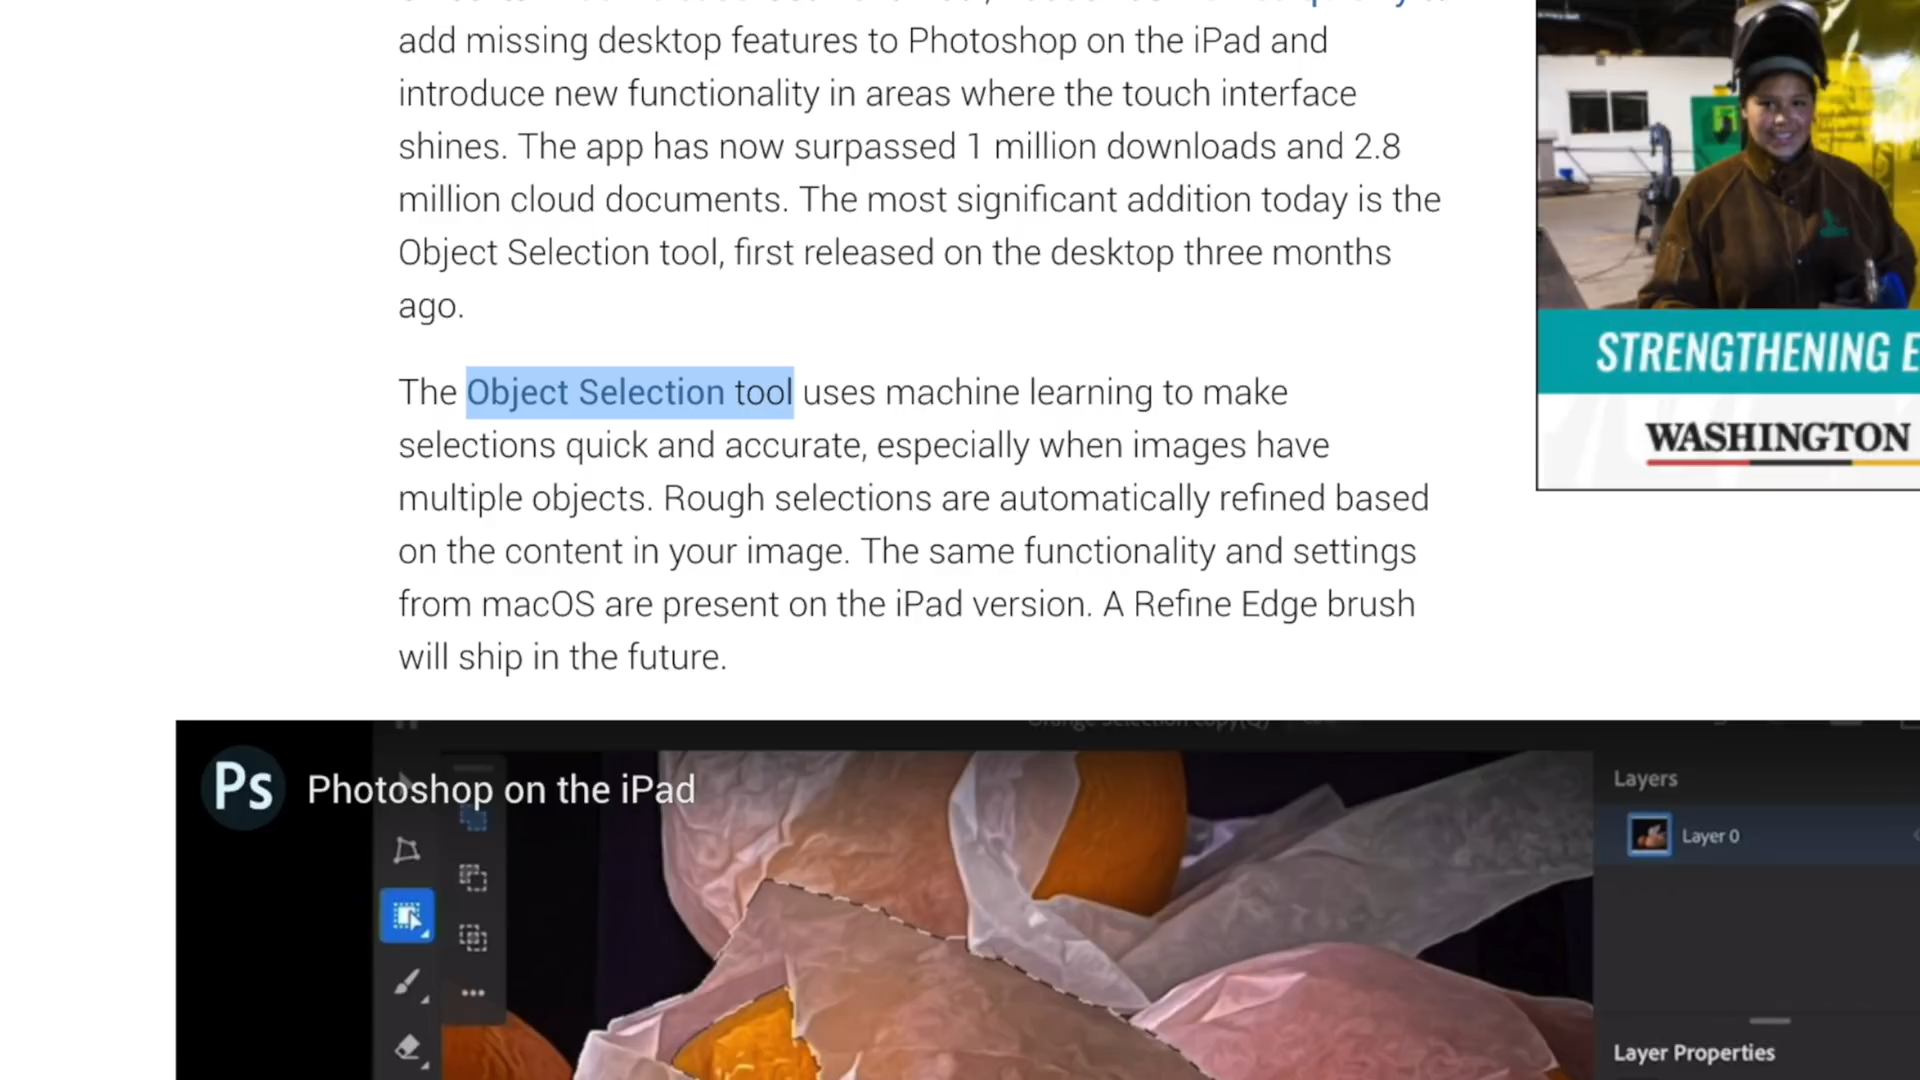 add missing desktop features to Photoshop on the iPad and
introduce new functionality in areas where the touch interface
shines. The app has now surpassed 1 million downloads and 2.8
million cloud documents. The most significant addition today is the
Object Selection tool, first released on the desktop three months
ago.
The Object Selection tool uses machine learning to make
selections quick and accurate, especially when images have
multiple objects. Rough selections are automatically refined based
on the content in your image. The same functionality and settings
from macOS are present on the iPad version. A Refine Edge brush
will ship in the future.
STRENGTHENING E
WASHINGTON
Ps Photoshop on the iPad
Layers
Layer 0
Layer Properties